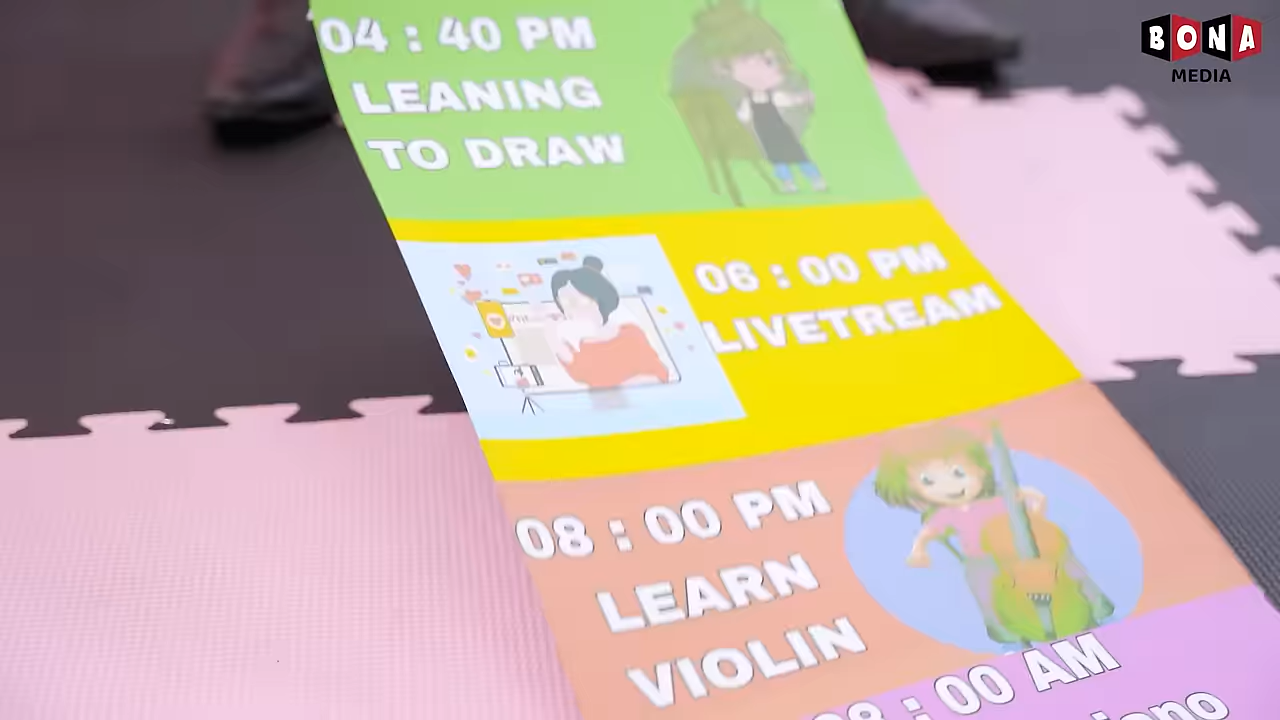 BONA
MEDIA
04 : 40 PM
LEANING
TO DRAW
06 : 00 PM
LIVETREAM
08 : 00 PM
LEARN
VIOLIN
: 00 AM